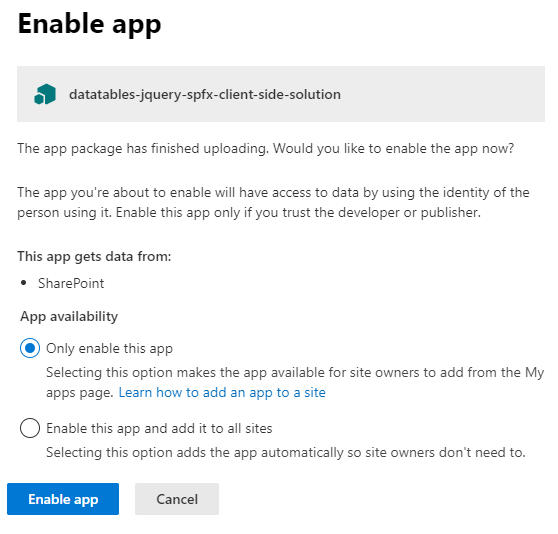 Enable app
datatables-jquery-spfx-client-side-solution
The app package has finished uploading. Would you like to enable the app now?
The app you're about to enable will have access to data by using the identity of the
person using it. Enable this app only if you trust the developer or publisher.
This app gets data from:
• SharePoint
App availability
Only enable this app
Selecting this option makes the app available for site owners to add from the My
apps page. Learn how to add an app to a site
Enable this app and add it to all sites
Selecting this option adds the app automatically so site owners don't need to.
Enable app
Cancel